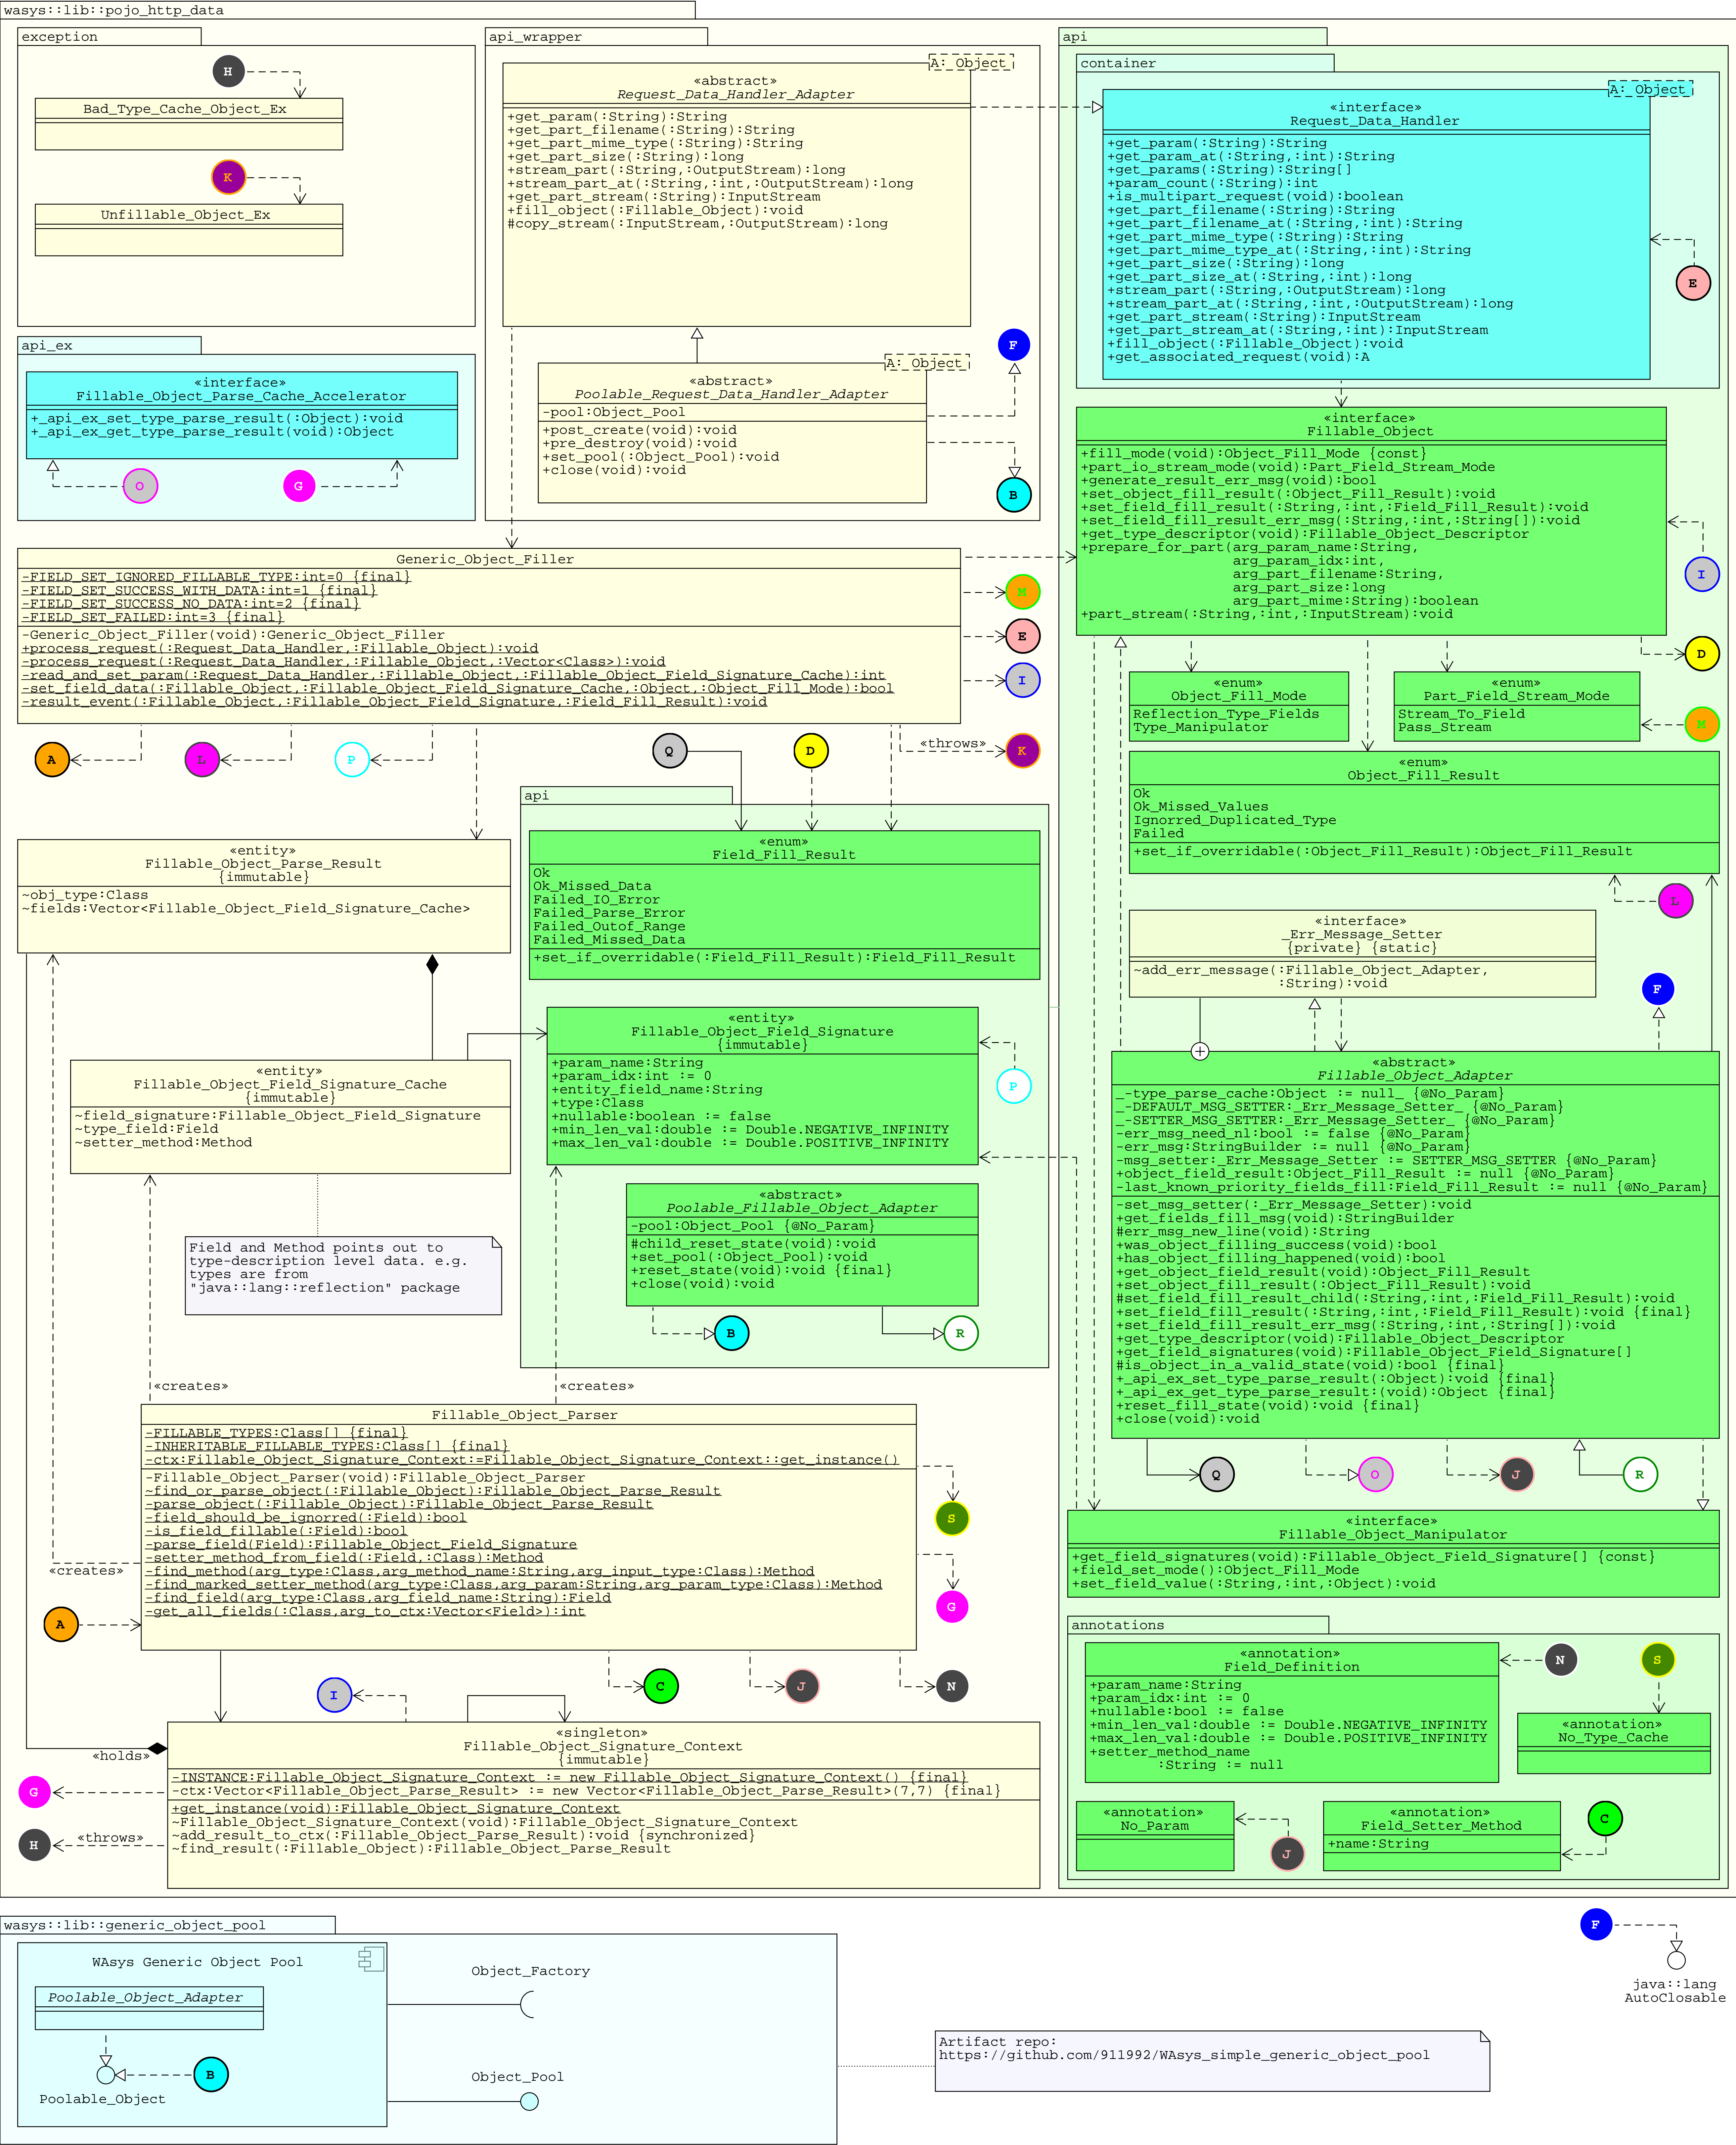 wasys::lib::pojo_http_data
exception
H
Bad_Type_Cache_Object_Ex
K
Unfillable_Object_Ex
api_ex
«interface»
Fillable_Object_Parse_Cache_Accelerator
+_api_ex_set_type_parse_result(:Object):void
+_api_ex_get_type_parse_result(void):Object
O
G
api_wrapper
A: Object
«abstract»
Request_Data_Handler_Adapter
+get_param(:String):String
+get_part_filename(:String):String
+get_part_mime_type(:String):String
+get_part_size(:String):long
+stream_part(:String,:OutputStream):long
+stream_part_at(:String,:int,:OutputStream):long
+get_part_stream(:String):InputStream
+fill_object(:Fillable_Object):void
#copy_stream(:InputStream,:OutputStream):long
A: Object
«abstract»
Poolable_Request_Data_Handler_Adapter
-pool:Object_Pool
+post_create(void):void
+pre_destroy(void):void
+set_pool(:Object_Pool):void
+close(void):void
F
B
api
container
A: Object
«interface»
Request_Data_Handler
+get_param(:String):String
+get_param_at(:String,:int):String
+get_params(:String):String[]
+param_count(:String):int
+is_multipart_request(void):boolean
+get_part_filename(:String):String
+get_part_filename_at(:String,:int):String
+get_part_mime_type(:String):String
+get_part_mime_type_at(:String,:int):String
+get_part_size(:String):long
+get_part_size_at(:String,:int):long
+stream_part(:String,:OutputStream):long
+stream_part_at(:String,:int,:OutputStream):long
+get_part_stream(:String):InputStream
+get_part_stream_at(:String,:int):InputStream
+fill_object(:Fillable_Object):void
+get_associated_request(void):A
E
«interface»
Fillable_Object
+fill_mode(void):Object_Fill_Mode {const}
+part_io_stream_mode(void):Part_Field_Stream_Mode
+generate_result_err_msg(void):bool
+set_object_fill_result(:Object_Fill_Result):void
+set_field_fill_result(:String,:int,:Field_Fill_Result):void
+set_field_fill_result_err_msg(:String,:int,:String[]):void
+get_type_descriptor(void):Fillable_Object_Descriptor
+prepare_for_part(arg_param_name:String,
arg_param_idx:int,
arg_part_filename:String,
arg_part_size:long
arg_part_mime:String):boolean
+part_stream(:String,:int,:InputStream):void
I
D
«enum»
Object_Fill_Mode
Reflection_Type_Fields
Type_Manipulator
«enum»
Part_Field_Stream_Mode
Stream_To_Field
Pass_Stream
M
«enum»
Object_Fill_Result
Ok
Ok_Missed_Values
Ignorred_Duplicated_Type
Failed
+set_if_overridable(:Object_Fill_Result):Object_Fill_Result
L
«interface»
_Err_Message_Setter
{private} {static}
~add_err_message(:Fillable_Object_Adapter,
:String):void
F
«abstract»
Fillable_Object_Adapter
_-type_parse_cache:Object := null_ {@No_Param}
_-DEFAULT_MSG_SETTER:_Err_Message_Setter_ {@No_Param}
_-SETTER_MSG_SETTER:_Err_Message_Setter_ {@No_Param}
-err_msg_need_nl:bool := false {@No_Param}
-err_msg:StringBuilder := null {@No_Param}
-msg_setter:_Err_Message_Setter := SETTER_MSG_SETTER {@No_Param}
+object_field_result:Object_Fill_Result := null {@No_Param}
-last_known_priority_fields_fill:Field_Fill_Result := null {@No_Param}
-set_msg_setter(:_Err_Message_Setter):void
+get_fields_fill_msg(void):StringBuilder
#err_msg_new_line(void):String
+was_object_filling_success(void):bool
+has_object_filling_happened(void):bool
+get_object_field_result(void):Object_Fill_Result
+set_object_fill_result(:Object_Fill_Result):void
#set_field_fill_result_child(:String,:int,:Field_Fill_Result):void
+set_field_fill_result(:String,:int,:Field_Fill_Result):void {final}
+set_field_fill_result_err_msg(:String,:int,:String[]):void
+get_type_descriptor(void):Fillable_Object_Descriptor
+get_field_signatures(void):Fillable_Object_Field_Signature[]
#is_object_in_a_valid_state(void):bool {final}
+_api_ex_set_type_parse_result(:Object):void {final}
+_api_ex_get_type_parse_result:(void):Object {final}
+reset_fill_state(void):void {final}
+close(void):void
Q
O
J
R
«interface»
Fillable_Object_Manipulator
+get_field_signatures(void):Fillable_Object_Field_Signature[] {const}
+field_set_mode():Object_Fill_Mode
+set_field_value(:String,:int,:Object):void
annotations
«annotation»
Field_Definition
+param_name:String
+param_idx:int := 0
+nullable:bool := false
+min_len_val:double := Double.NEGATIVE_INFINITY
+max_len_val:double := Double.POSITIVE_INFINITY
+setter_method_name
:String := null
N
S
«annotation»
No_Type_Cache
«annotation»
No_Param
J
«annotation»
Field_Setter_Method
+name:String
C
Generic_Object_Filler
-FIELD_SET_IGNORED_FILLABLE_TYPE:int=0 {final}
-FIELD_SET_SUCCESS_WITH_DATA:int=1 {final}
-FIELD_SET_SUCCESS_NO_DATA:int=2 {final}
-FIELD_SET_FAILED:int=3 {final}
-Generic_Object_Filler(void):Generic_Object_Filler
+process_request(:Request_Data_Handler,:Fillable_Object):void
-process_request(:Request_Data_Handler,:Fillable_Object,:Vector<Class>):void
-read_and_set_param(:Request_Data_Handler,:Fillable_Object,:Fillable_Object_Field_Signature_Cache):int
-set_field_data(:Fillable_Object,:Fillable_Object_Field_Signature_Cache,:Object,:Object_Fill_Mode):bool
-result_event(:Fillable_Object,:Fillable_Object_Field_Signature,:Field_Fill_Result):void
M
E
I
A
L
P
Q
D
«throws»
K
api
«enum»
Field_Fill_Result
Ok
Ok_Missed_Data
Failed_IO_Error
Failed_Parse_Error
Failed_Outof_Range
Failed_Missed_Data
+set_if_overridable(:Field_Fill_Result):Field_Fill_Result
«entity»
Fillable_Object_Field_Signature
{immutable}
+param_name:String
+param_idx:int := 0
+entity_field_name:String
+type:Class
+nullable:boolean := false
+min_len_val:double := Double.NEGATIVE_INFINITY
+max_len_val:double := Double.POSITIVE_INFINITY
P
«abstract»
Poolable_Fillable_Object_Adapter
-pool:Object_Pool {@No_Param}
#child_reset_state(void):void
+set_pool(:Object_Pool):void
+reset_state(void):void {final}
+close(void):void
B
R
«entity»
Fillable_Object_Parse_Result
{immutable}
~obj_type:Class
~fields:Vector<Fillable_Object_Field_Signature_Cache>
«entity»
Fillable_Object_Field_Signature_Cache
{immutable}
~field_signature:Fillable_Object_Field_Signature
~type_field:Field
~setter_method:Method
Field and Method points out to
type-description level data. e.g.
types are from
"java::lang::reflection" package
«creates»
«creates»
Fillable_Object_Parser
-FILLABLE_TYPES:Class[] {final}
-INHERITABLE_FILLABLE_TYPES:Class[] {final}
-ctx:Fillable_Object_Signature_Context:=Fillable_Object_Signature_Context::get_instance()
-Fillable_Object_Parser(void):Fillable_Object_Parser
~find_or_parse_object(:Fillable_Object):Fillable_Object_Parse_Result
-parse_object(:Fillable_Object):Fillable_Object_Parse_Result
-field_should_be_ignorred(:Field):bool
-is_field_fillable(:Field):bool
-parse_field(Field):Fillable_Object_Field_Signature
-setter_method_from_field(:Field,:Class):Method
-find_method(arg_type:Class,arg_method_name:String,arg_input_type:Class):Method
-find_marked_setter_method(arg_type:Class,arg_param:String,arg_param_type:Class):Method
-find_field(arg_type:Class,arg_field_name:String):Field
-get_all_fields(:Class,arg_to_ctx:Vector<Field>):int
«creates»
A
S
G
I
C
J
N
«holds»
«singleton»
Fillable_Object_Signature_Context
{immutable}
-INSTANCE:Fillable_Object_Signature_Context := new Fillable_Object_Signature_Context() {final}
-ctx:Vector<Fillable_Object_Parse_Result> := new Vector<Fillable_Object_Parse_Result>(7,7) {final}
+get_instance(void):Fillable_Object_Signature_Context
~Fillable_Object_Signature_Context(void):Fillable_Object_Signature_Context
~add_result_to_ctx(:Fillable_Object_Parse_Result):void {synchronized}
~find_result(:Fillable_Object):Fillable_Object_Parse_Result
G
H
«throws»
wasys::lib::generic_object_pool
WAsys Generic Object Pool
Poolable_Object_Adapter
B
Poolable_Object
Object_Factory
Object_Pool
Artifact repo:
https://github.com/911992/WAsys_simple_generic_object_pool
F
java::lang
AutoClosable